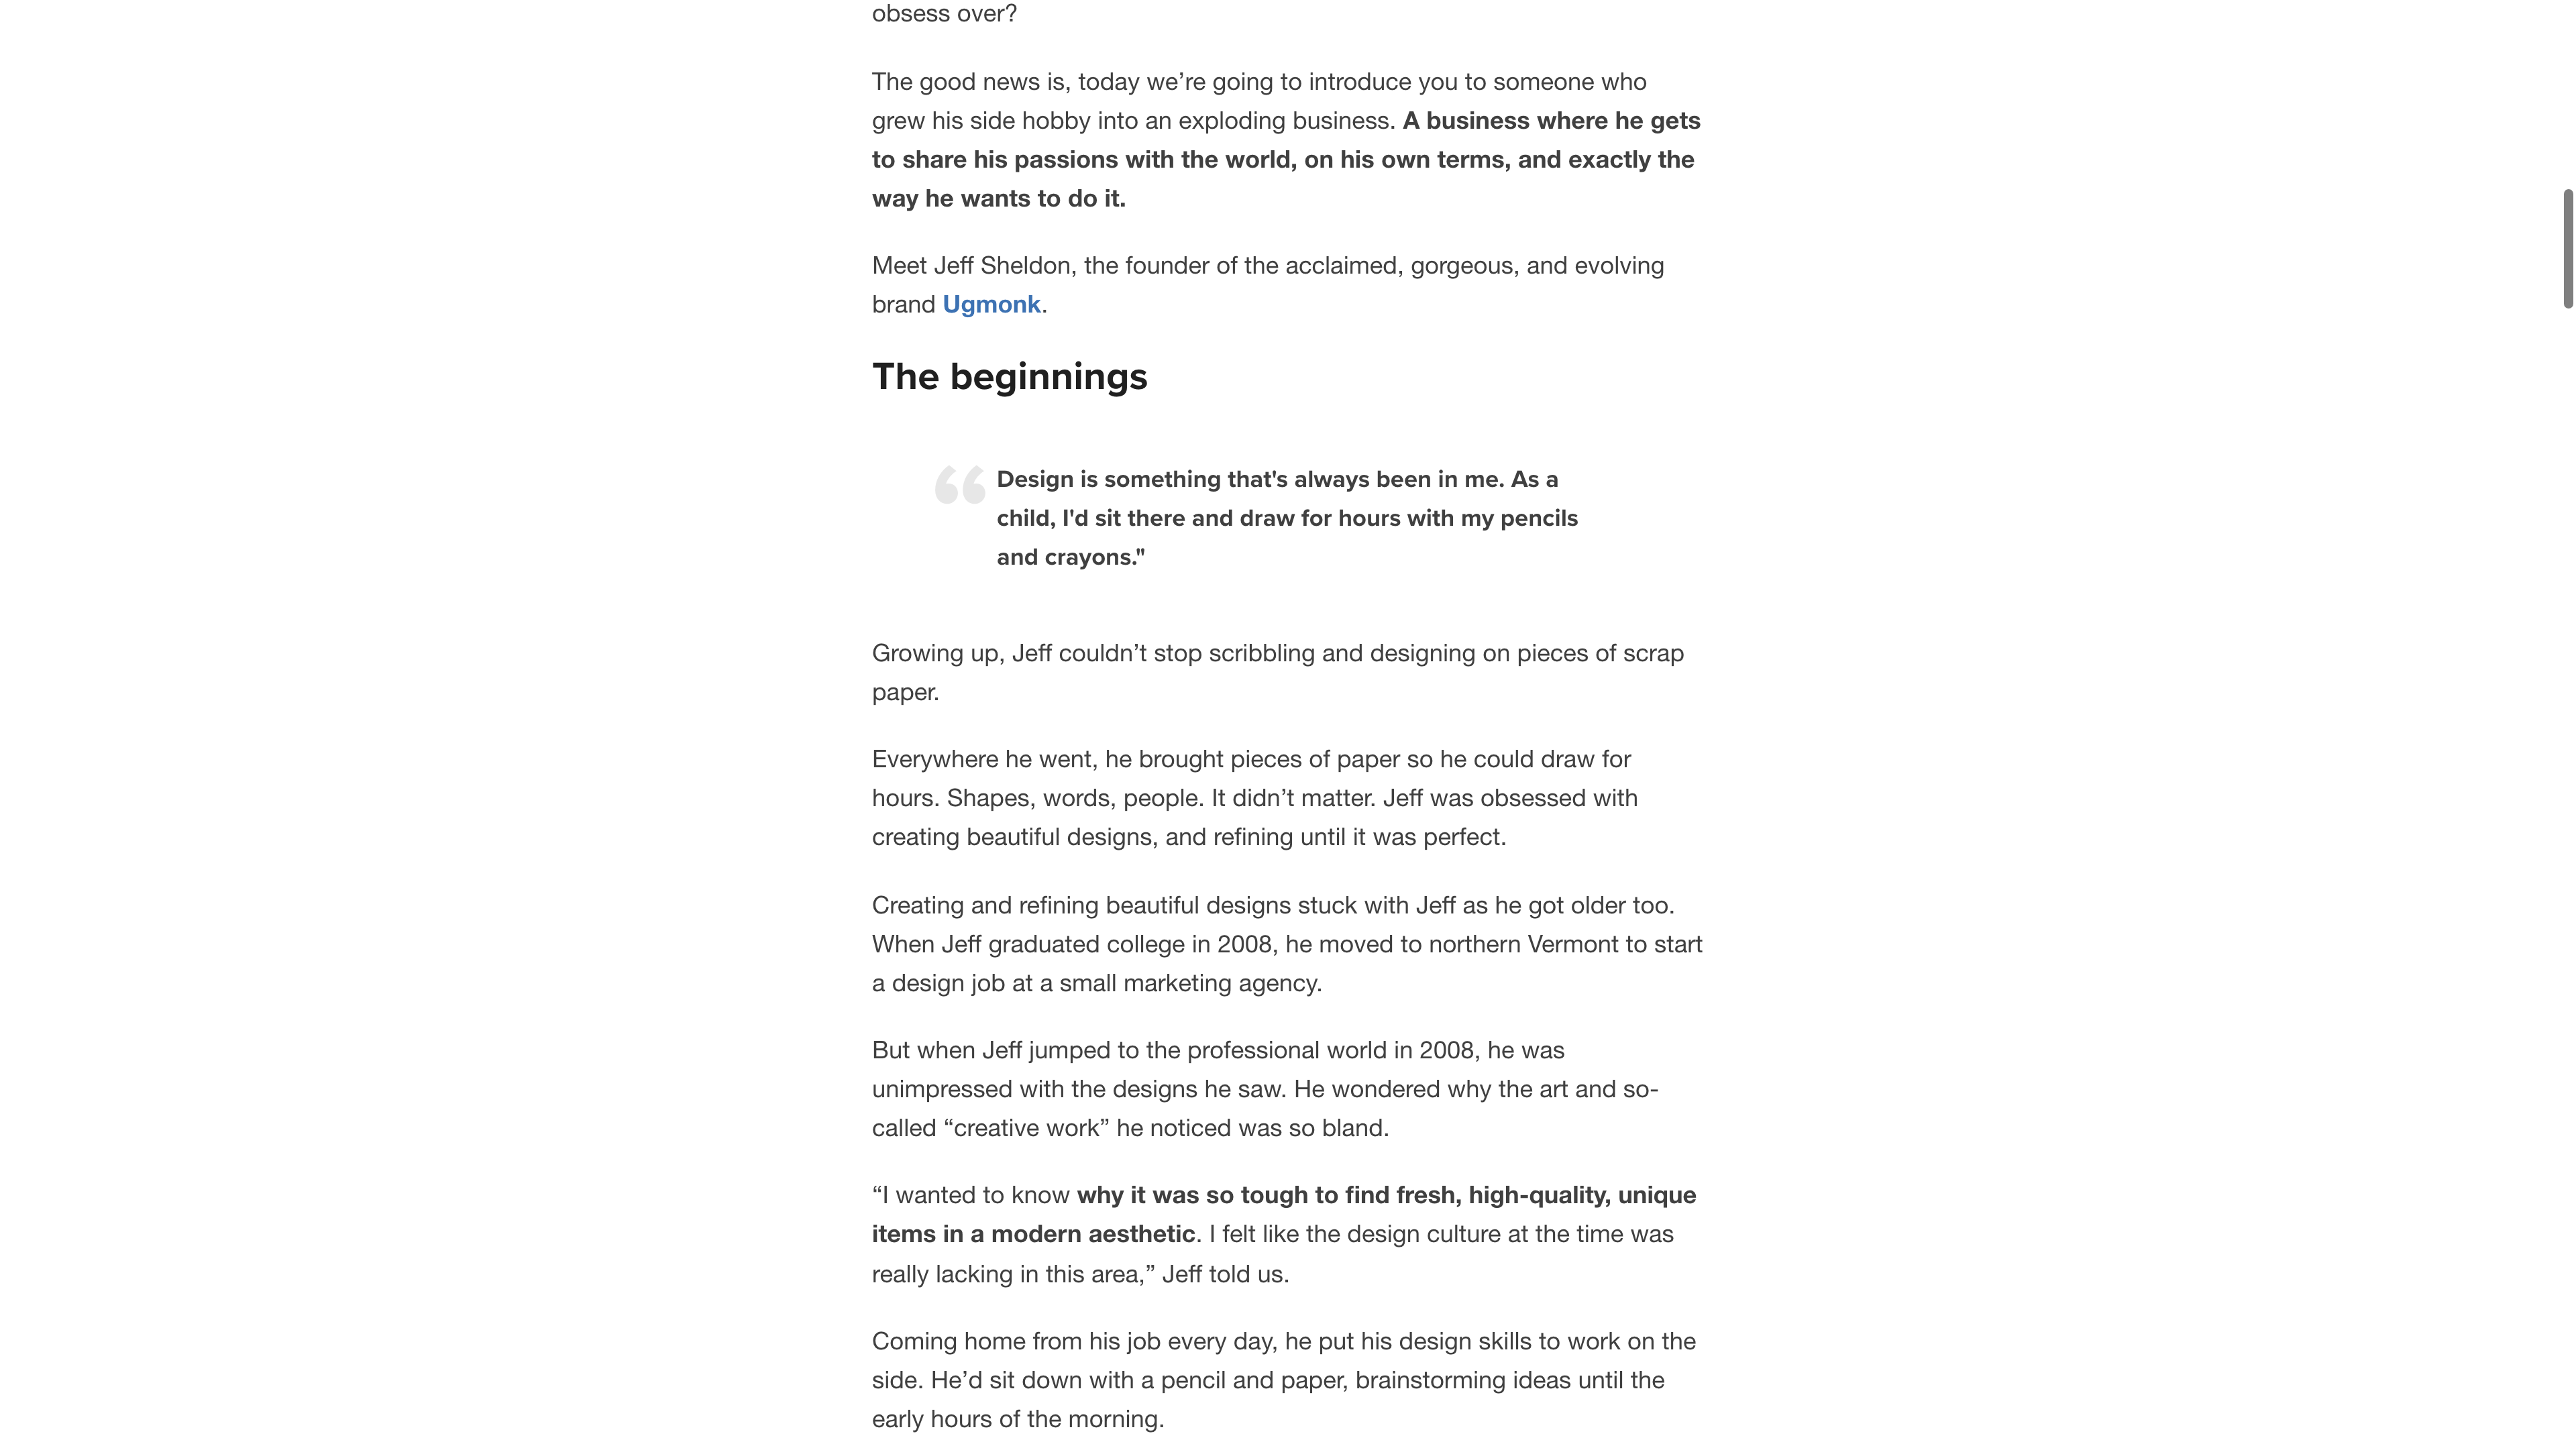 obsess over?
The good news is, today we’re going to introduce you to someone who
grew his side hobby into an exploding business. A business where he gets
to share his passions with the world, on his own terms, and exactly the
way he wants to do it.
Meet Jeff Sheldon, the founder of the acclaimed, gorgeous, and evolving
brand Ugmonk.
The beginnings
“ Design is something that's always been in me. As a
child, I'd sit there and draw for hours with my pencils
and crayons."
Growing up, Jeff couldn’t stop scribbling and designing on pieces of scrap
paper.
Everywhere he went, he brought pieces of paper so he could draw for
hours. Shapes, words, people. It didn’t matter. Jeff was obsessed with
creating beautiful designs, and refining until it was perfect.
Creating and refining beautiful designs stuck with Jeff as he got older too.
When Jeff graduated college in 2008, he moved to northern Vermont to start
a design job at a small marketing agency.
But when Jeff jumped to the professional world in 2008, he was
unimpressed with the designs he saw. He wondered why the art and so-
called “creative work” he noticed was so bland.
“I wanted to know why it was so tough to find fresh, high-quality, unique
items in a modern aesthetic. I felt like the design culture at the time was
really lacking in this area,” Jeff told us.
Coming home from his job every day, he put his design skills to work on the
side. He’d sit down with a pencil and paper, brainstorming ideas until the
early hours of the morning.